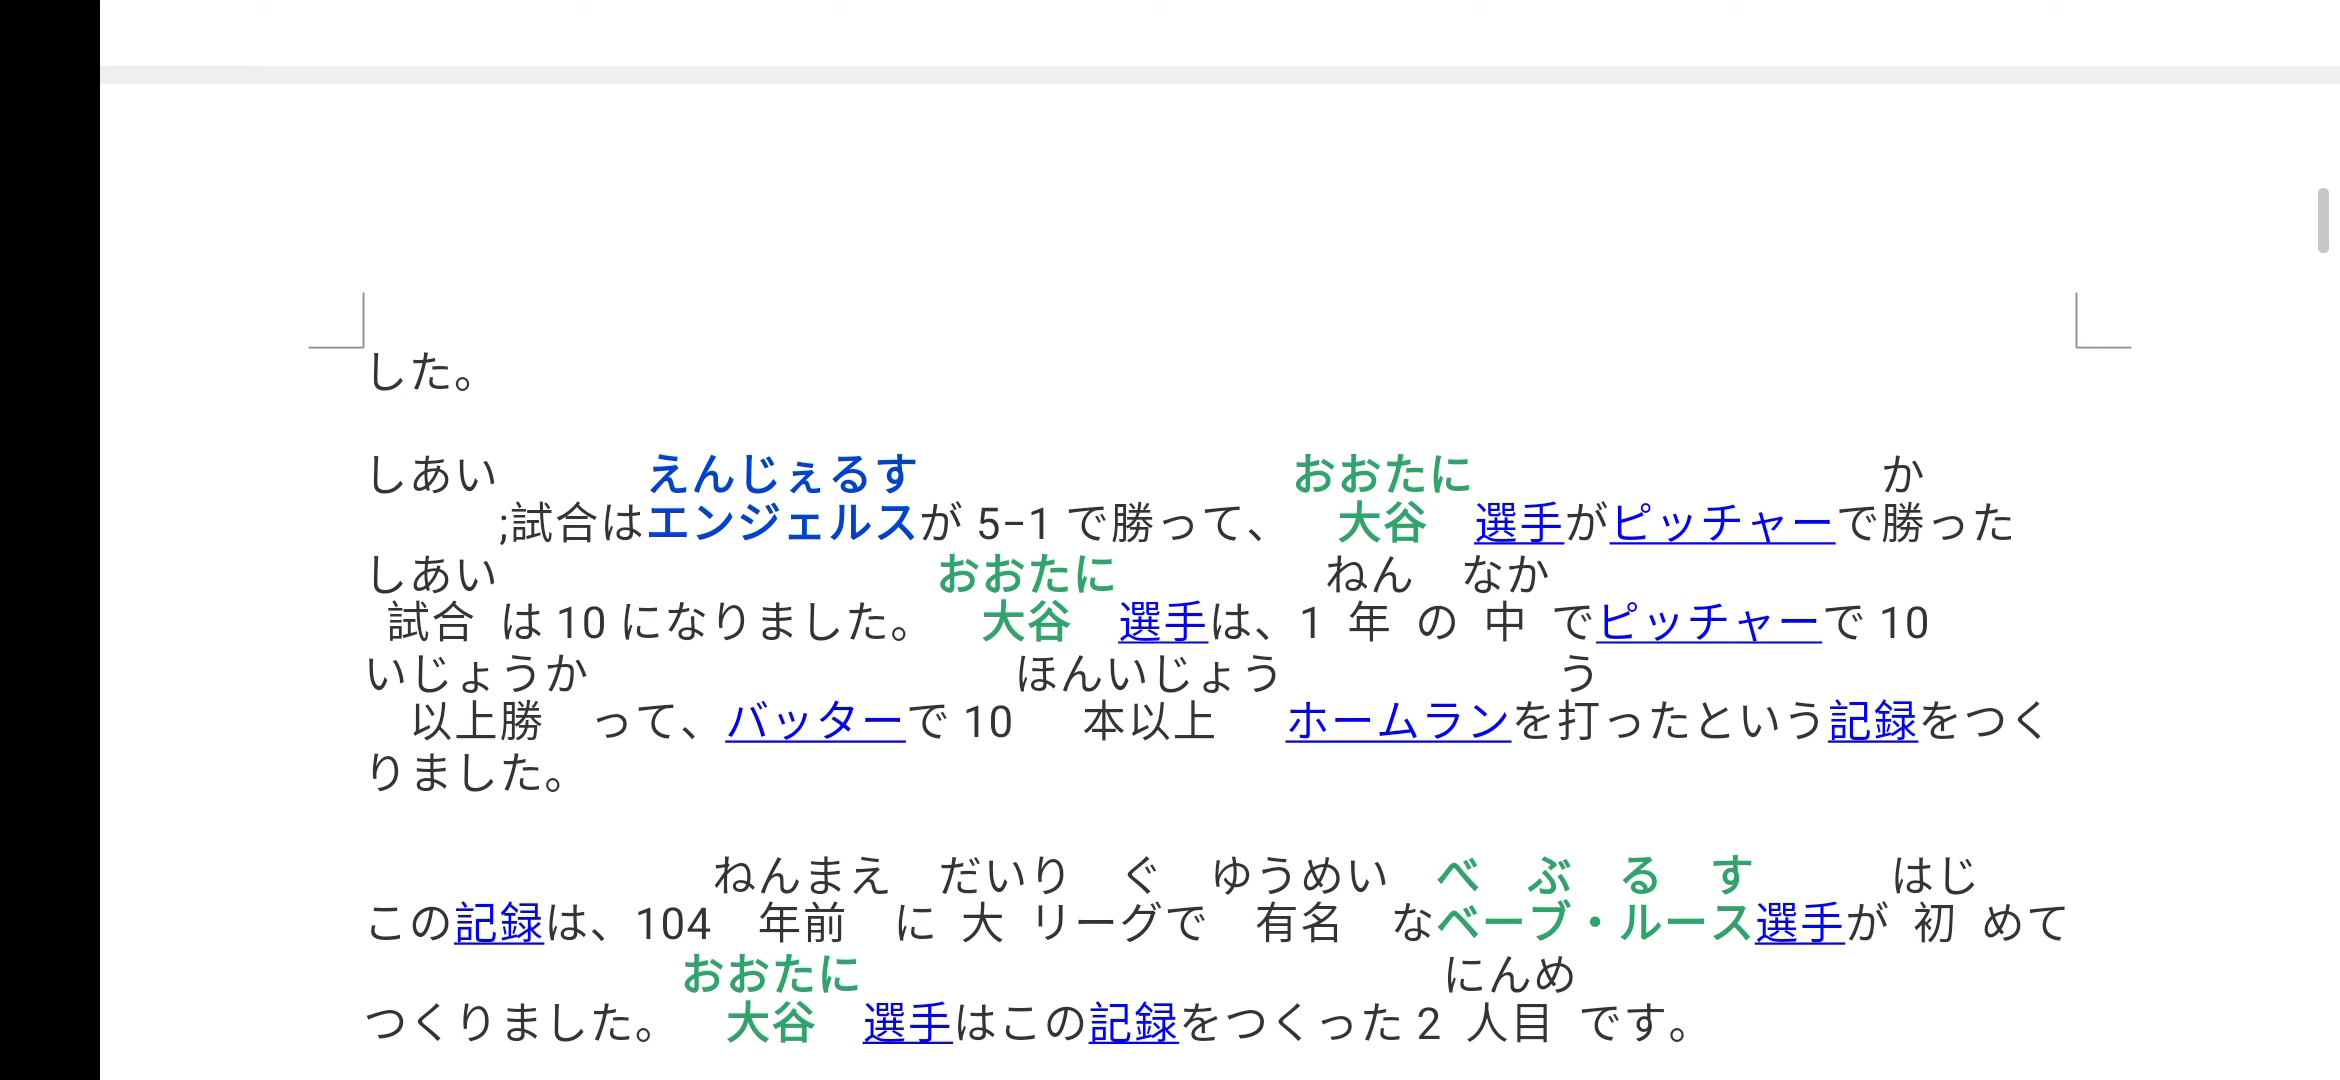 した。
しあい えんじぇるす おおたに か
;試合はエンジェルスが 5−1 で勝って、 大谷 選手がピッチャーで勝った
しあい おおたに ねん なか
試合 は 10 になりました。 大谷 選手は、1 年 の 中 でピッチャーで 10
いじょうか ほんいじょう う
以上勝 って、バッターで 10 本以上 ホームランを打ったという記録をつく
りました。
ねんまえ だいり ぐ ゆうめい べ ぶ る す はじ
この記録は、104 年前 に 大 リーグで 有名 なベーブ・ルース選手が 初 めて
おおたに にんめ
つくりました。 大谷 選手はこの記録をつくった 2 人目 です。